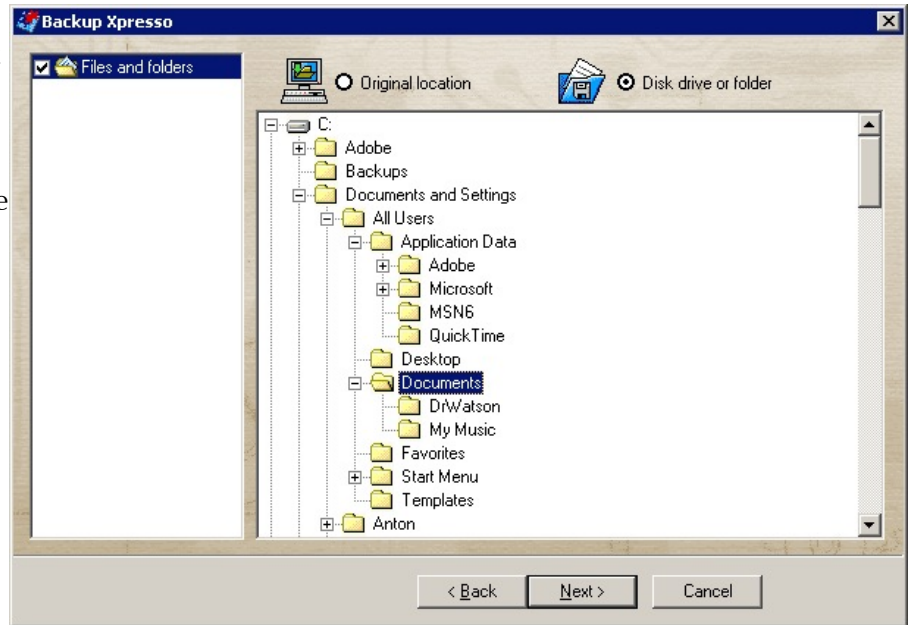 Backup Xpresso
Files and folders
Original location
Disk drive or folder
C:
Adobe
Backups
Documents and Settings
All Users
Application Data
Adobe
Microsoft
MSN6
QuickTime
Desktop
Documents
DrWatson
My Music
Favorites
Start Menu
Templates
Anton
< Back
Next >
Cancel